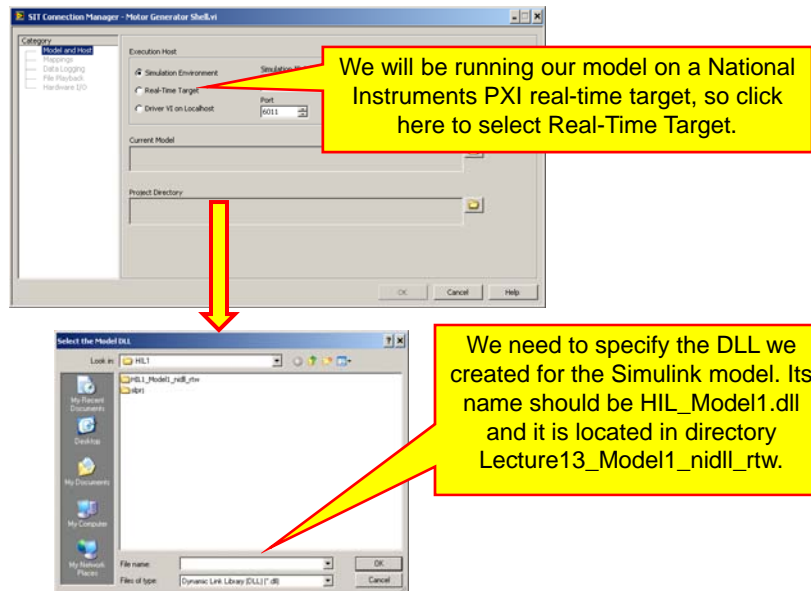 SIT Connection Manager - Motor Generator Shell.vi
Category
Model and Host
Mappings
Data Logging
File Playback
Hardware I/O
Execution Host
Simulation Environment
Real-Time Target
Driver VI on Localhost
Port
6011
We will be running our model on a National
Instruments PXI real-time target, so click
here to select Real-Time Target.
Current Model
Project Directory
OK
Cancel
Help
Select the Model DLL
Look in:
HIL1
HIL1_Model1_nidll_rtw
slprj
My Recent
Documents
Desktop
My Documents
My Computer
My Network
Places
File name:
OK
Files of type:
Dynamic Link Library (DLL) (*.dll)
Cancel
We need to specify the DLL we
created for the Simulink model. Its
name should be HIL_Model1.dll
and it is located in directory
Lecture13_Model1_nidll_rtw.